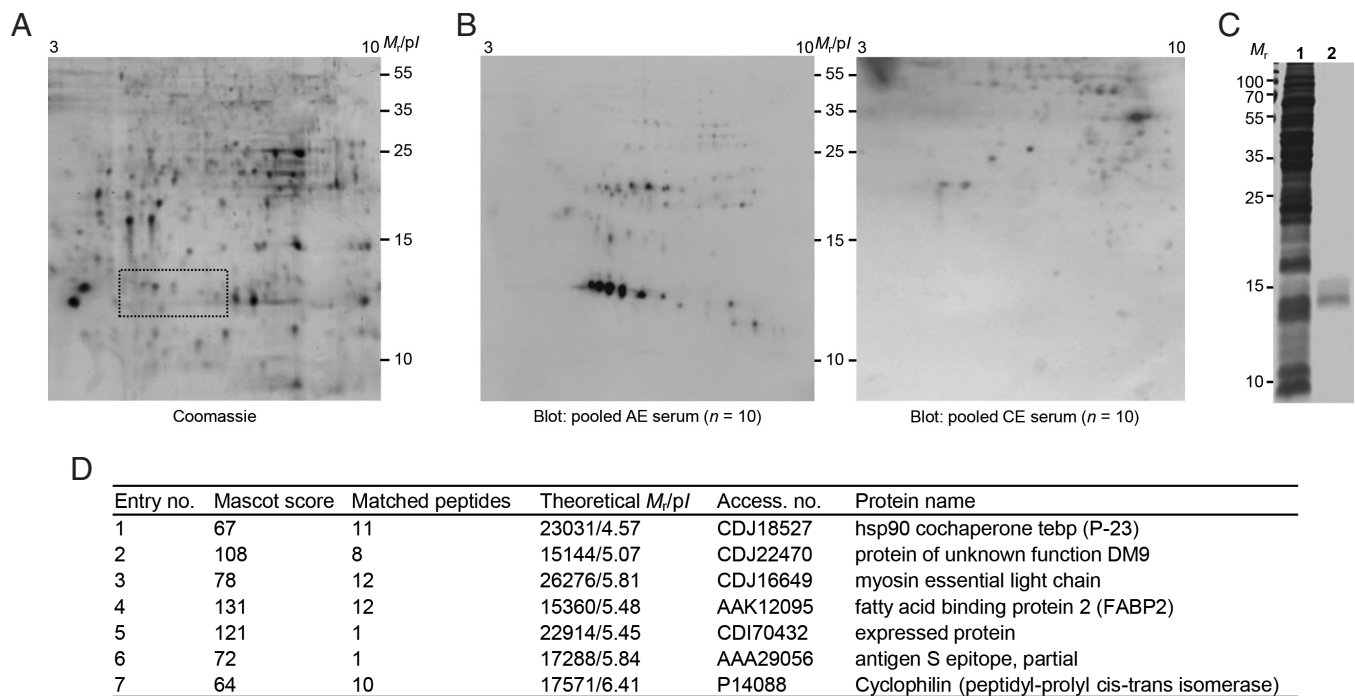 A
3 10 Mr/pI
55
35
25
15
10
Coomassie
B
3 10 Mr/pI 3 10
55
35
25
15
10
Blot: pooled AE serum (n = 10)
Blot: pooled CE serum (n = 10)
C
Mr 1 2
100
70
55
35
25
15
10
D
Entry no. Mascot score Matched peptides Theoretical Mr/pI Access. no. Protein name
1 67 11 23031/4.57 CDJ18527 hsp90 cochaperone tebp (P-23)
2 108 8 15144/5.07 CDJ22470 protein of unknown function DM9
3 78 12 26276/5.81 CDJ16649 myosin essential light chain
4 131 12 15360/5.48 AAK12095 fatty acid binding protein 2 (FABP2)
5 121 1 22914/5.45 CDI70432 expressed protein
6 72 1 17288/5.84 AAA29056 antigen S epitope, partial
7 64 10 17571/6.41 P14088 Cyclophilin (peptidyl-prolyl cis-trans isomerase)